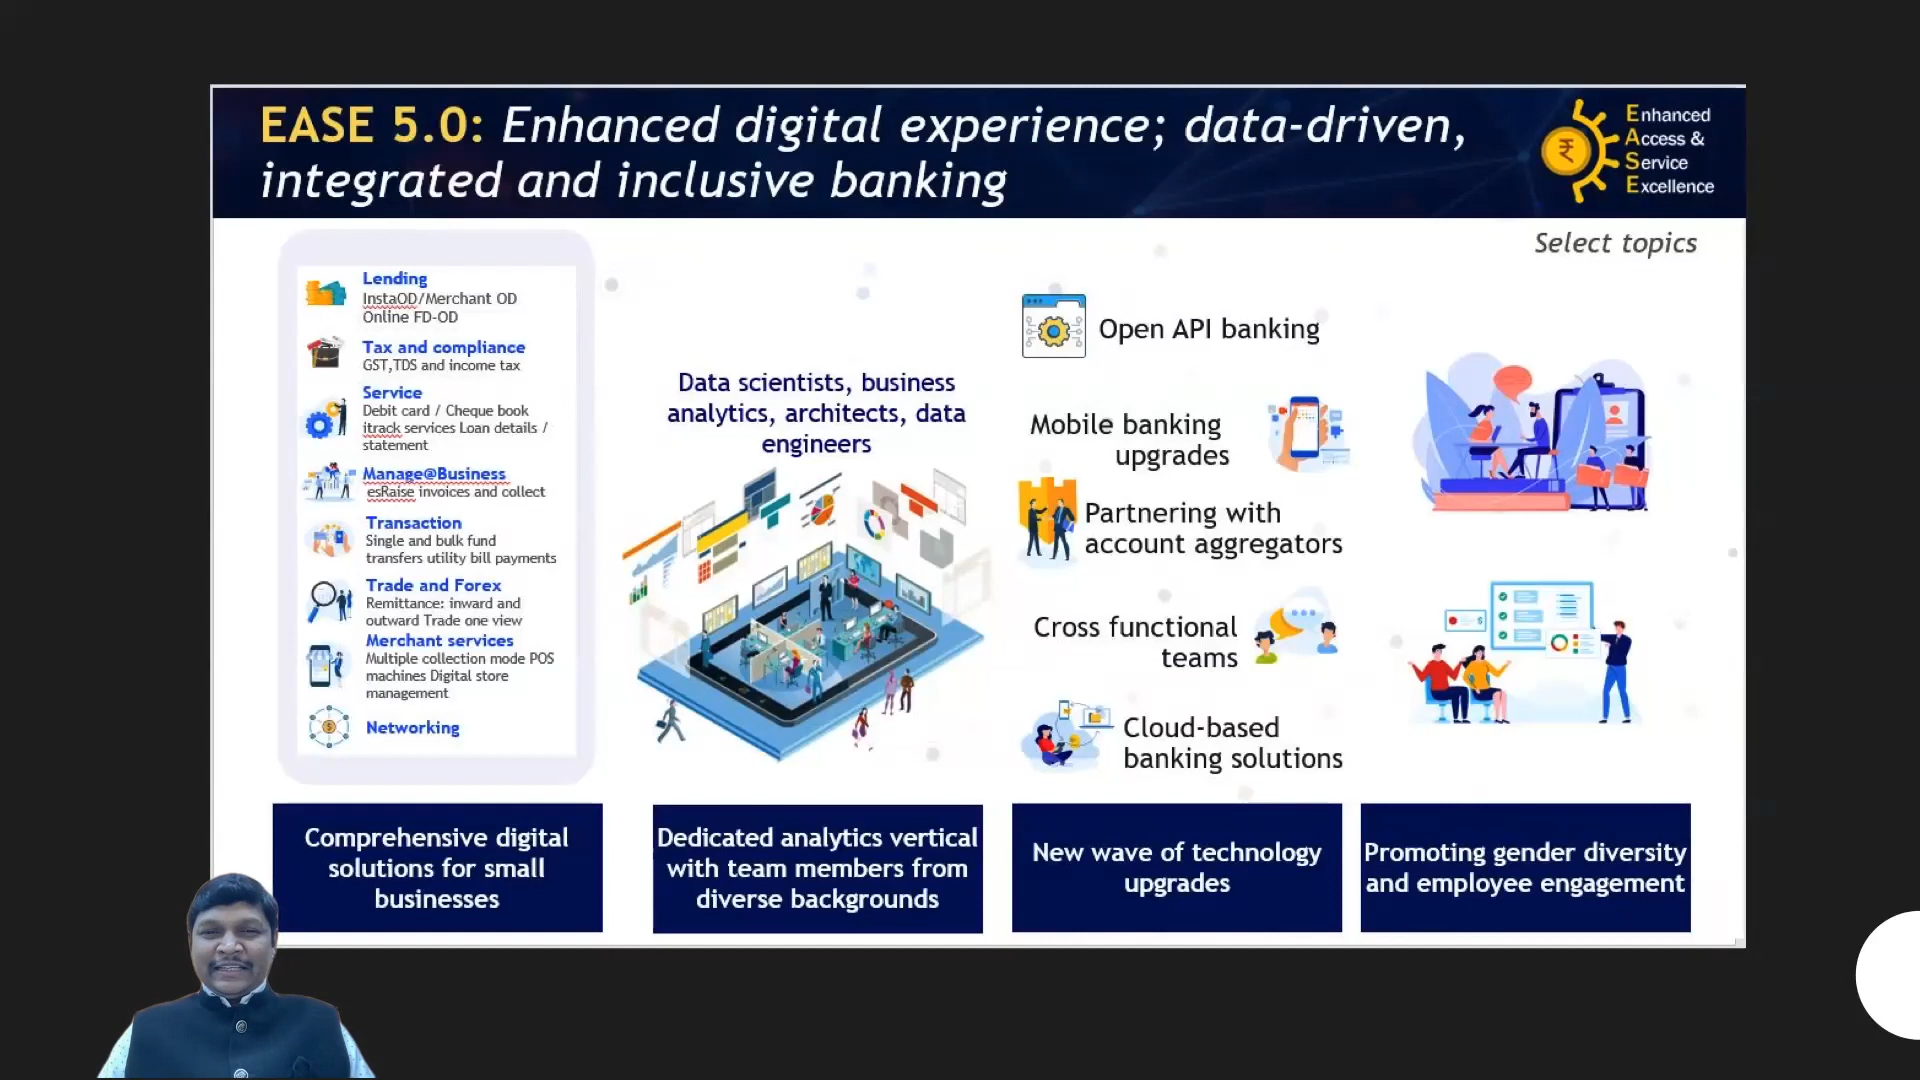 EASE 5.0: Enhanced digital experience; data-driven,
integrated and inclusive banking
Enhanced
Access &
Service
Excellence
Select topics
Lending
InstaOD/Merchant OD
Online FD-OD
Tax and compliance
GST,TDS and income tax
Service
Debit card / Cheque book
itrack services Loan details /
statement
Manage@Business
esRaise invoices and collect
Transaction
Single and bulk fund
transfers utility bill payments
Trade and Forex
Remittance: inward and
outward Trade one view
Merchant services
Multiple collection mode POS
machines Digital store
management
Networking
Comprehensive digital
solutions for small
businesses
Data scientists, business
analytics, architects, data
engineers
Dedicated analytics vertical
with team members from
diverse backgrounds
Open API banking
Mobile banking
upgrades
Partnering with
account aggregators
Cross functional
teams
Cloud-based
banking solutions
New wave of technology
upgrades
Promoting gender diversity
and employee engagement